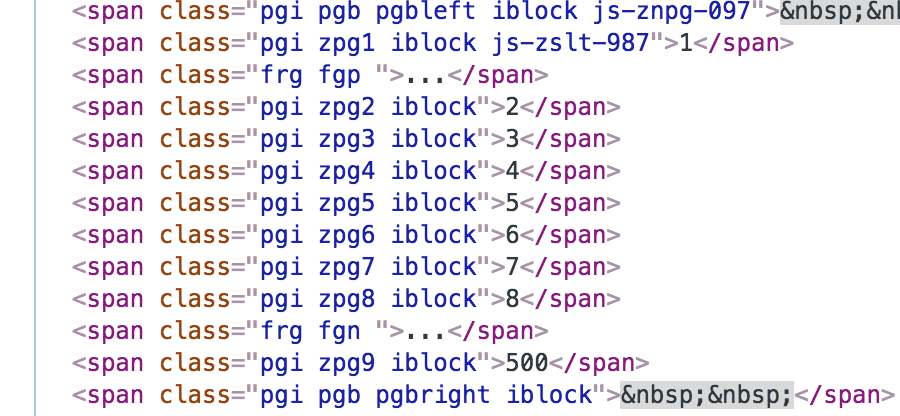 <span class="pgi pgb pgbleft iblock js-znpg-097">&nbsp;&n
<span class="pgi zpg1 iblock js-zslt-987">1</span>
<span class="frg fgp ">...</span>
<span class="pgi zpg2 iblock">2</span>
<span class="pgi zpg3 iblock">3</span>
<span class="pgi zpg4 iblock">4</span>
<span class="pgi zpg5 iblock">5</span>
<span class="pgi zpg6 iblock">6</span>
<span class="pgi zpg7 iblock">7</span>
<span class="pgi zpg8 iblock">8</span>
<span class="frg fgn ">...</span>
<span class="pgi zpg9 iblock">500</span>
<span class="pgi pgb pgbright iblock">&nbsp;&nbsp;</span>